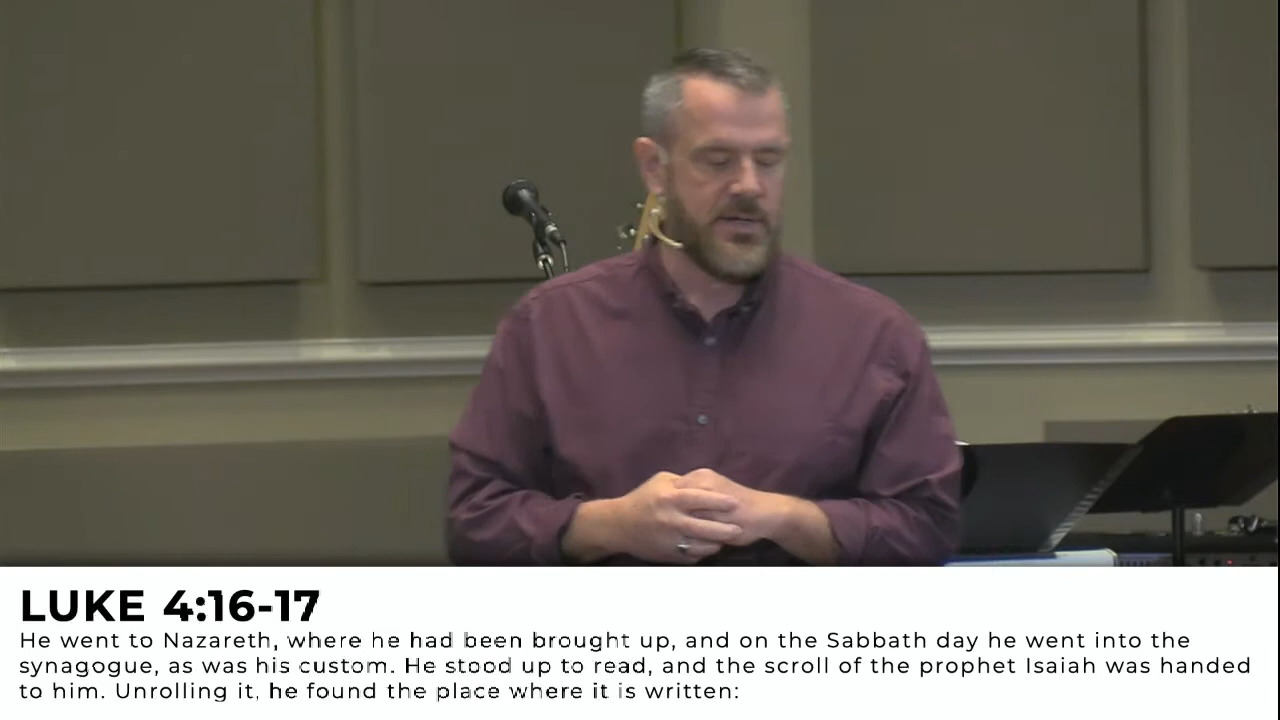 LUKE 4:16-17
He went to Nazareth, where he had been brought up, and on the Sabbath day he went into the
synagogue, as was his custom. He stood up to read, and the scroll of the prophet Isaiah was handed
to him. Unrolling it, he found the place where it is written: